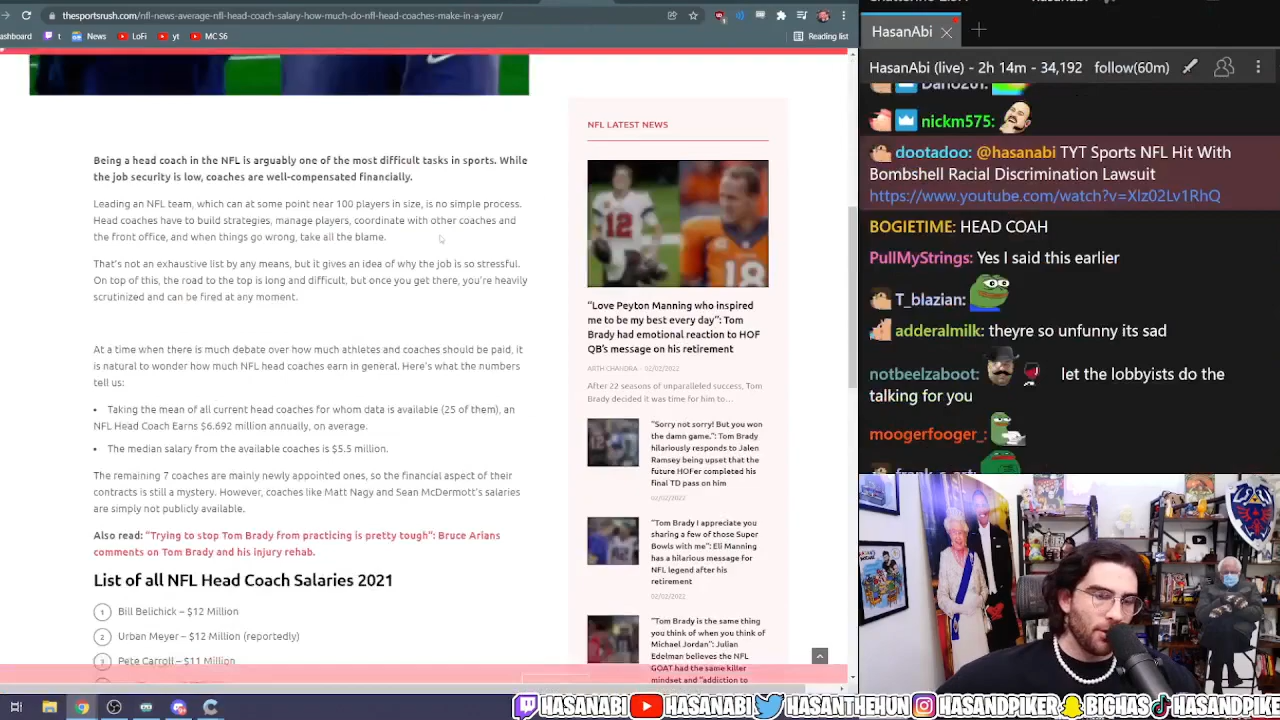 thesportsrush.com/nfl-news-average-nfl-head-coach-salary-how-much-do-nfl-head-coaches-make-in-a-year/
shboard
t
News
LoFi
yt
MC S6
Reading list
Being a head coach in the NFL is arguably one of the most difficult tasks in sports. While
the job security is low, coaches are well-compensated financially.
Leading an NFL team, which can at some point near 100 players in size, is no simple process.
Head coaches have to build strategies, manage players, coordinate with other coaches and
the front office, and when things go wrong, take all the blame.
That's not an exhaustive list by any means, but it gives an idea of why the job is so stressful.
On top of this, the road to the top is long and difficult, but once you get there, you're heavily
scrutinized and can be fired at any moment.
At a time when there is much debate over how much athletes and coaches should be paid, it
is natural to wonder how much NFL head coaches earn in general. Here's what the numbers
tell us:
• Taking the mean of all current head coaches for whom data is available (25 of them), an
NFL Head Coach Earns $6.692 million annually, on average.
• The median salary from the available coaches is $5.5 million.
The remaining 7 coaches are mainly newly appointed ones, so the financial aspect of their
contracts is still a mystery. However, coaches like Matt Nagy and Sean McDermott's salaries
are simply not publicly available.
Also read: "Trying to stop Tom Brady from practicing is pretty tough": Bruce Arians
comments on Tom Brady and his injury rehab.
List of all NFL Head Coach Salaries 2021
1 Bill Belichick – $12 Million
2 Urban Meyer – $12 Million (reportedly)
3 Pete Carroll – $11 Million
NFL LATEST NEWS
12
18
"Love Peyton Manning who inspired
me to be my best every day": Tom
Brady had emotional reaction to HOF
QB's message on his retirement
ARTH CHANDRA - 02/02/2022
After 22 seasons of unparalleled success, Tom
Brady decided it was time for him to...
"Sorry not sorry! But you won
the damn game.": Tom Brady
hilariously responds to Jalen
Ramsey being upset that the
future HOFer completed his
final TD pass on him
02/02/2022
"Tom Brady I appreciate you
sharing a few of those Super
Bowls with me": Eli Manning
has a hilarious message for
NFL legend after his
retirement
02/02/2022
"Tom Brady is the same thing
you think of when you think of
Michael Jordan": Julian
Edelman believes the NFL
GOAT had the same killer
mindset and "addiction to
HasanAbi
HasanAbi (live) - 2h 14m - 34,192 follow(60m)
nickm575:
dootadoo: @hasanabi TYT Sports NFL Hit With
Bombshell Racial Discrimination Lawsuit
https://www.youtube.com/watch?v=Xlz02Lv1RhQ
BOGIETIME: HEAD COAH
PullMyStrings: Yes I said this earlier
T_blazian:
adderalmilk: theyre so unfunny its sad
notbeelzaboob: I let my lobbyists do the
talking for you
moogerfooger_:
HASANABI HASANABI HASANTHEHUN HASANDPIKER BIGHAS HASANDPIKER